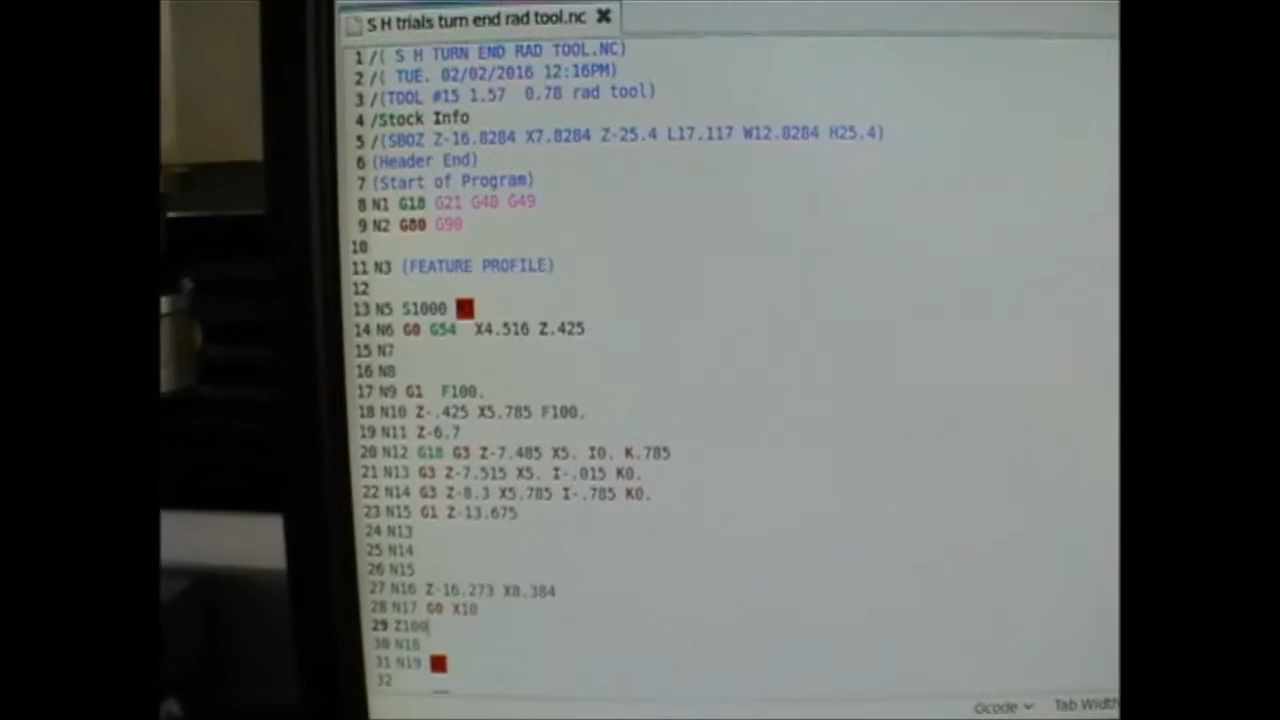 S H trials turn end rad tool.nc ✖
1 /( S H TURN END RAD TOOL.NC)
2 /( TUE. 02/02/2016 12:16PM)
3 /(TOOL #15 1.57 0.78 rad tool)
4 /Stock Info
5 /(SBOZ Z-16.8284 X7.8284 Z-25.4 L17.117 W12.8284 H25.4)
6 (Header End)
7 (Start of Program)
8 N1 G18 G21 G40 G49
9 N2 G80 G90
10
11 N3 (FEATURE PROFILE)
12
13 N5 S1000
14 N6 G0 G54 X4.516 Z.425
15 N7
16 N8
17 N9 G1 F100.
18 N10 Z-.425 X5.785 F100.
19 N11 Z-6.7
20 N12 G18 G3 Z-7.485 X5. I0. K.785
21 N13 G3 Z-7.515 X5. I-.015 K0.
22 N14 G3 Z-8.3 X5.785 I-.785 K0.
23 N15 G1 Z-13.675
24 N13
25 N14
26 N15
27 N16 Z-16.273 X8.384
28 N17 G0 X10
29 Z100
30 N18
31 N19
32
Gcode Tab Width